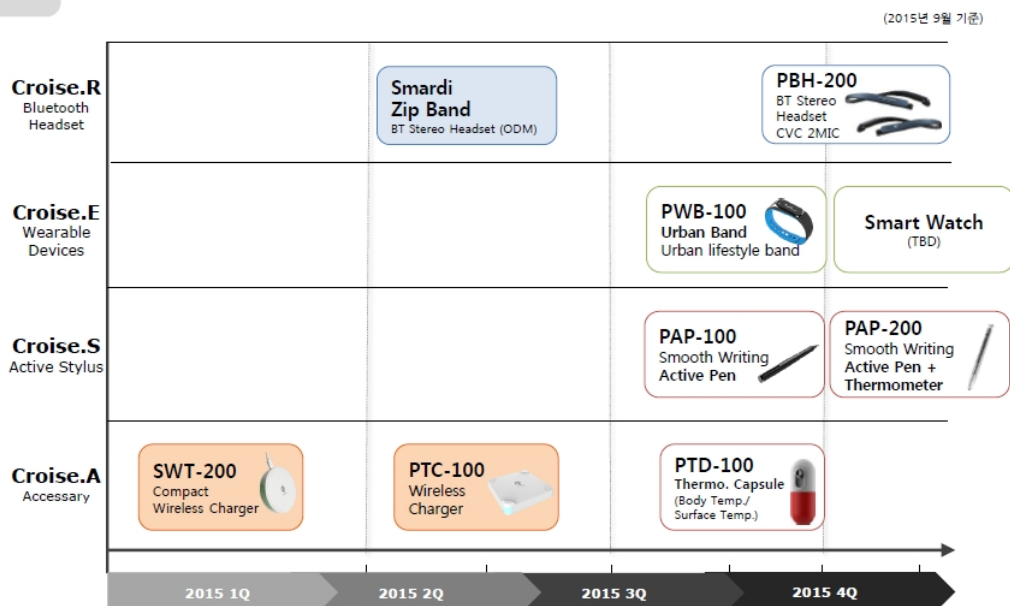 (2015년 9월 기준)
Croise.R
Bluetooth
Headset
Smardi
Zip Band
BT Stereo Headset (ODM)
PBH-200
BT Stereo
Headset
CVC 2MIC
Croise.E
Wearable
Devices
PWB-100
Urban Band
Urban lifestyle band
Smart Watch
(TBD)
Croise.S
Active Stylus
PAP-100
Smooth Writing
Active Pen
PAP-200
Smooth Writing
Active Pen +
Thermometer
Croise.A
Accessary
SWT-200
Compact
Wireless Charger
PTC-100
Wireless
Charger
PTD-100
Thermo. Capsule
(Body Temp./
Surface Temp.)
2015 1Q
2015 2Q
2015 3Q
2015 4Q